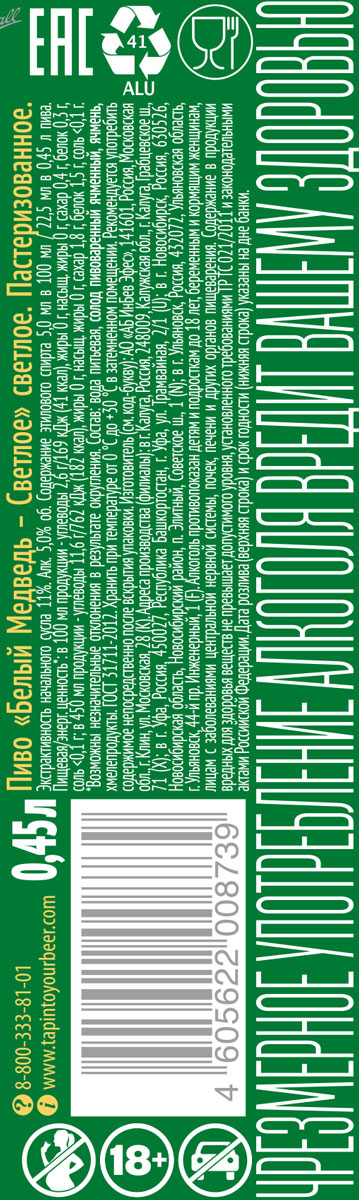 Пиво «Белый Медведь – Светлое» светлое. Пастеризованное.
Экстрактивность начального сусла 11%. Алк. 5,0% об. Содержание этилового спирта 5,0 мл в 100 мл / 22,5 мл в 0,45 л пива.
Пищевая/энерг. ценность*: в 100 мл продукции - углеводы 2,6 г/169 кДж (41 ккал), жиры 0 г, насыщ. жиры 0 г, сахар 0,4 г, белок 0,3 г,
соль <0,1 г; в 450 мл продукции - углеводы 11,6 г/762 кДж (182 ккал), жиры 0 г, насыщ. жиры 0 г, сахар 1,8 г, белок 1,5 г, соль <0,1 г.
*Возможны незначительные отклонения в результате округления. Состав: вода питьевая, солод пивоваренный ячменный, ячмень,
хмелепродукты. ГОСТ 31711-2012. Хранить при температуре от 0 °С до +30 °С в затемненном помещении. Рекомендуется употребить
содержимое непосредственно после вскрытия упаковки. Изготовитель (см. код-букву): АО «АБ ИнБев Эфес»: 141601, Россия, Московская
обл., г. Клин, ул. Московская, 28 (К). Адреса производства (филиалы): в г. Калуга, Россия, 248009, Калужская обл., г. Калуга, Грабцевское ш.,
71 (X); в г. Уфа, Россия, 450027, Республика Башкортостан, г. Уфа, ул. Трамвайная, 2/1 (U); в г. Новосибирск, Россия, 630526,
Новосибирская область, Новосибирский район, п. Элитный, Советское ш., 1 (N); в г. Ульяновск, Россия, 432072, Ульяновская область,
г. Ульяновск, 44-й пр. Инженерный, 1 (F). Алкоголь противопоказан детям и подросткам до 18 лет, беременным и кормящим женщинам,
лицам с заболеваниями центральной нервной системы, почек, печени и других органов пищеварения. Содержание в продукции
вредных для здоровья веществ не превышает допустимого уровня, установленного требованиями ТР ТС 021/2011 и законодательными
актами Российской Федерации. Дата розлива (верхняя строка) и срок годности (нижняя строка) указаны на дне банки.
ЧРЕЗМЕРНОЕ УПОТРЕБЛЕНИЕ АЛКОГОЛЯ ВРЕДИТ ВАШЕМУ ЗДОРОВЬЮ
EAC
41
ALU
0,45л
? 8-800-333-81-01
i www.tapintoyourbeer.com
4 605622 008739
18+